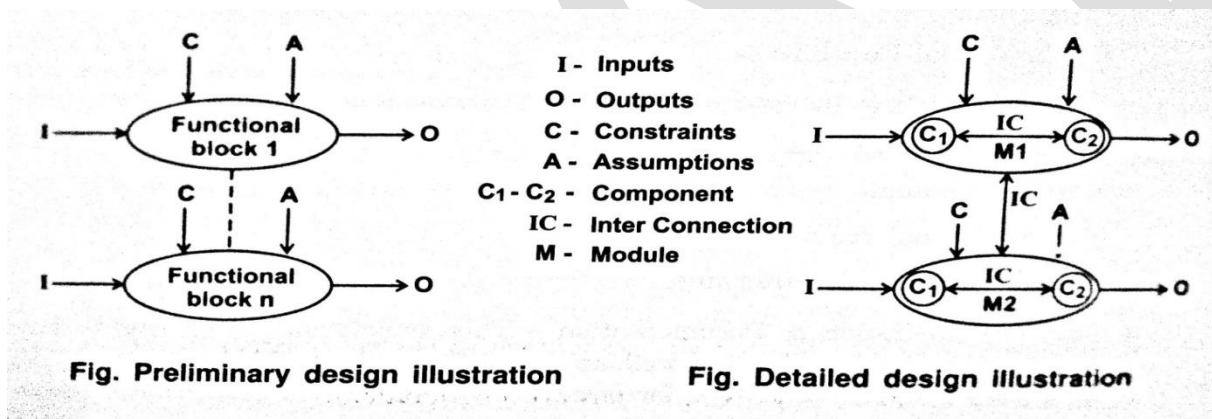 C A
I Functional block 1 O
C A
I Functional block n O
Fig. Preliminary design illustration
I - Inputs
O - Outputs
C - Constraints
A - Assumptions
C1 - C2 - Component
IC - Inter Connection
M - Module
C A
I C1 IC C2 O
M1
IC
C A
I C1 IC C2 O
M2
Fig. Detailed design illustration